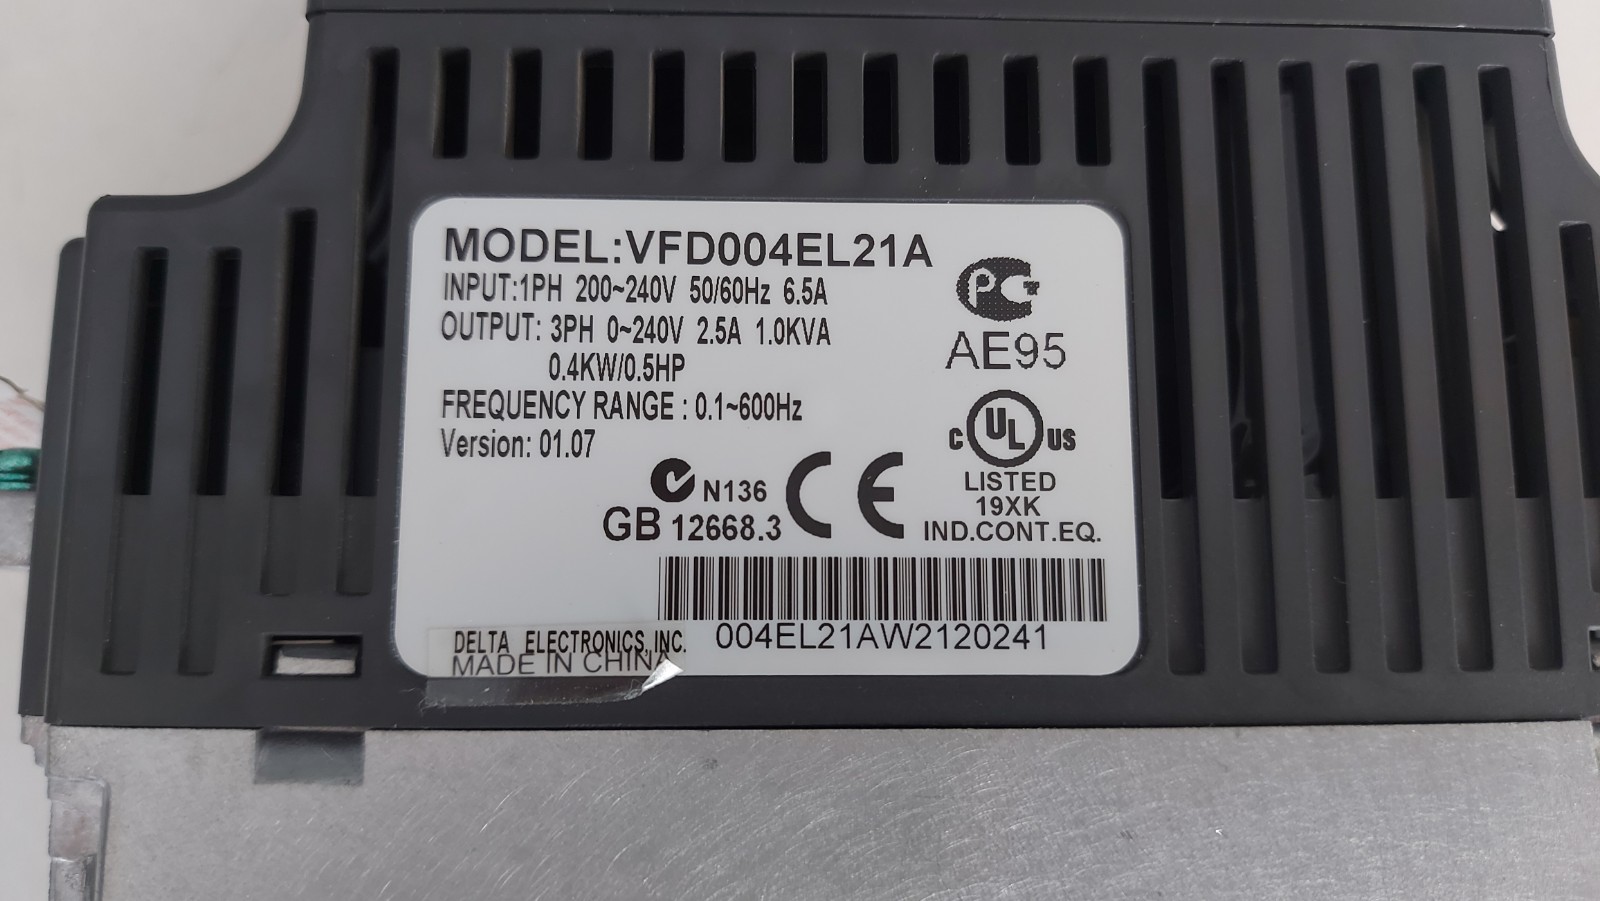 MODEL:VFD004EL21A
INPUT:1PH 200~240V 50/60Hz 6.5A
OUTPUT: 3PH 0~240V 2.5A 1.0KVA
0.4KW/0.5HP
FREQUENCY RANGE : 0.1~600Hz
Version: 01.07
PC
AE95
C UL US
LISTED
19XK
IND.CONT.EQ.
N136
GB 12668.3
CE
004EL21AW2120241
DELTA ELECTRONICS, INC.
MADE IN CHINA